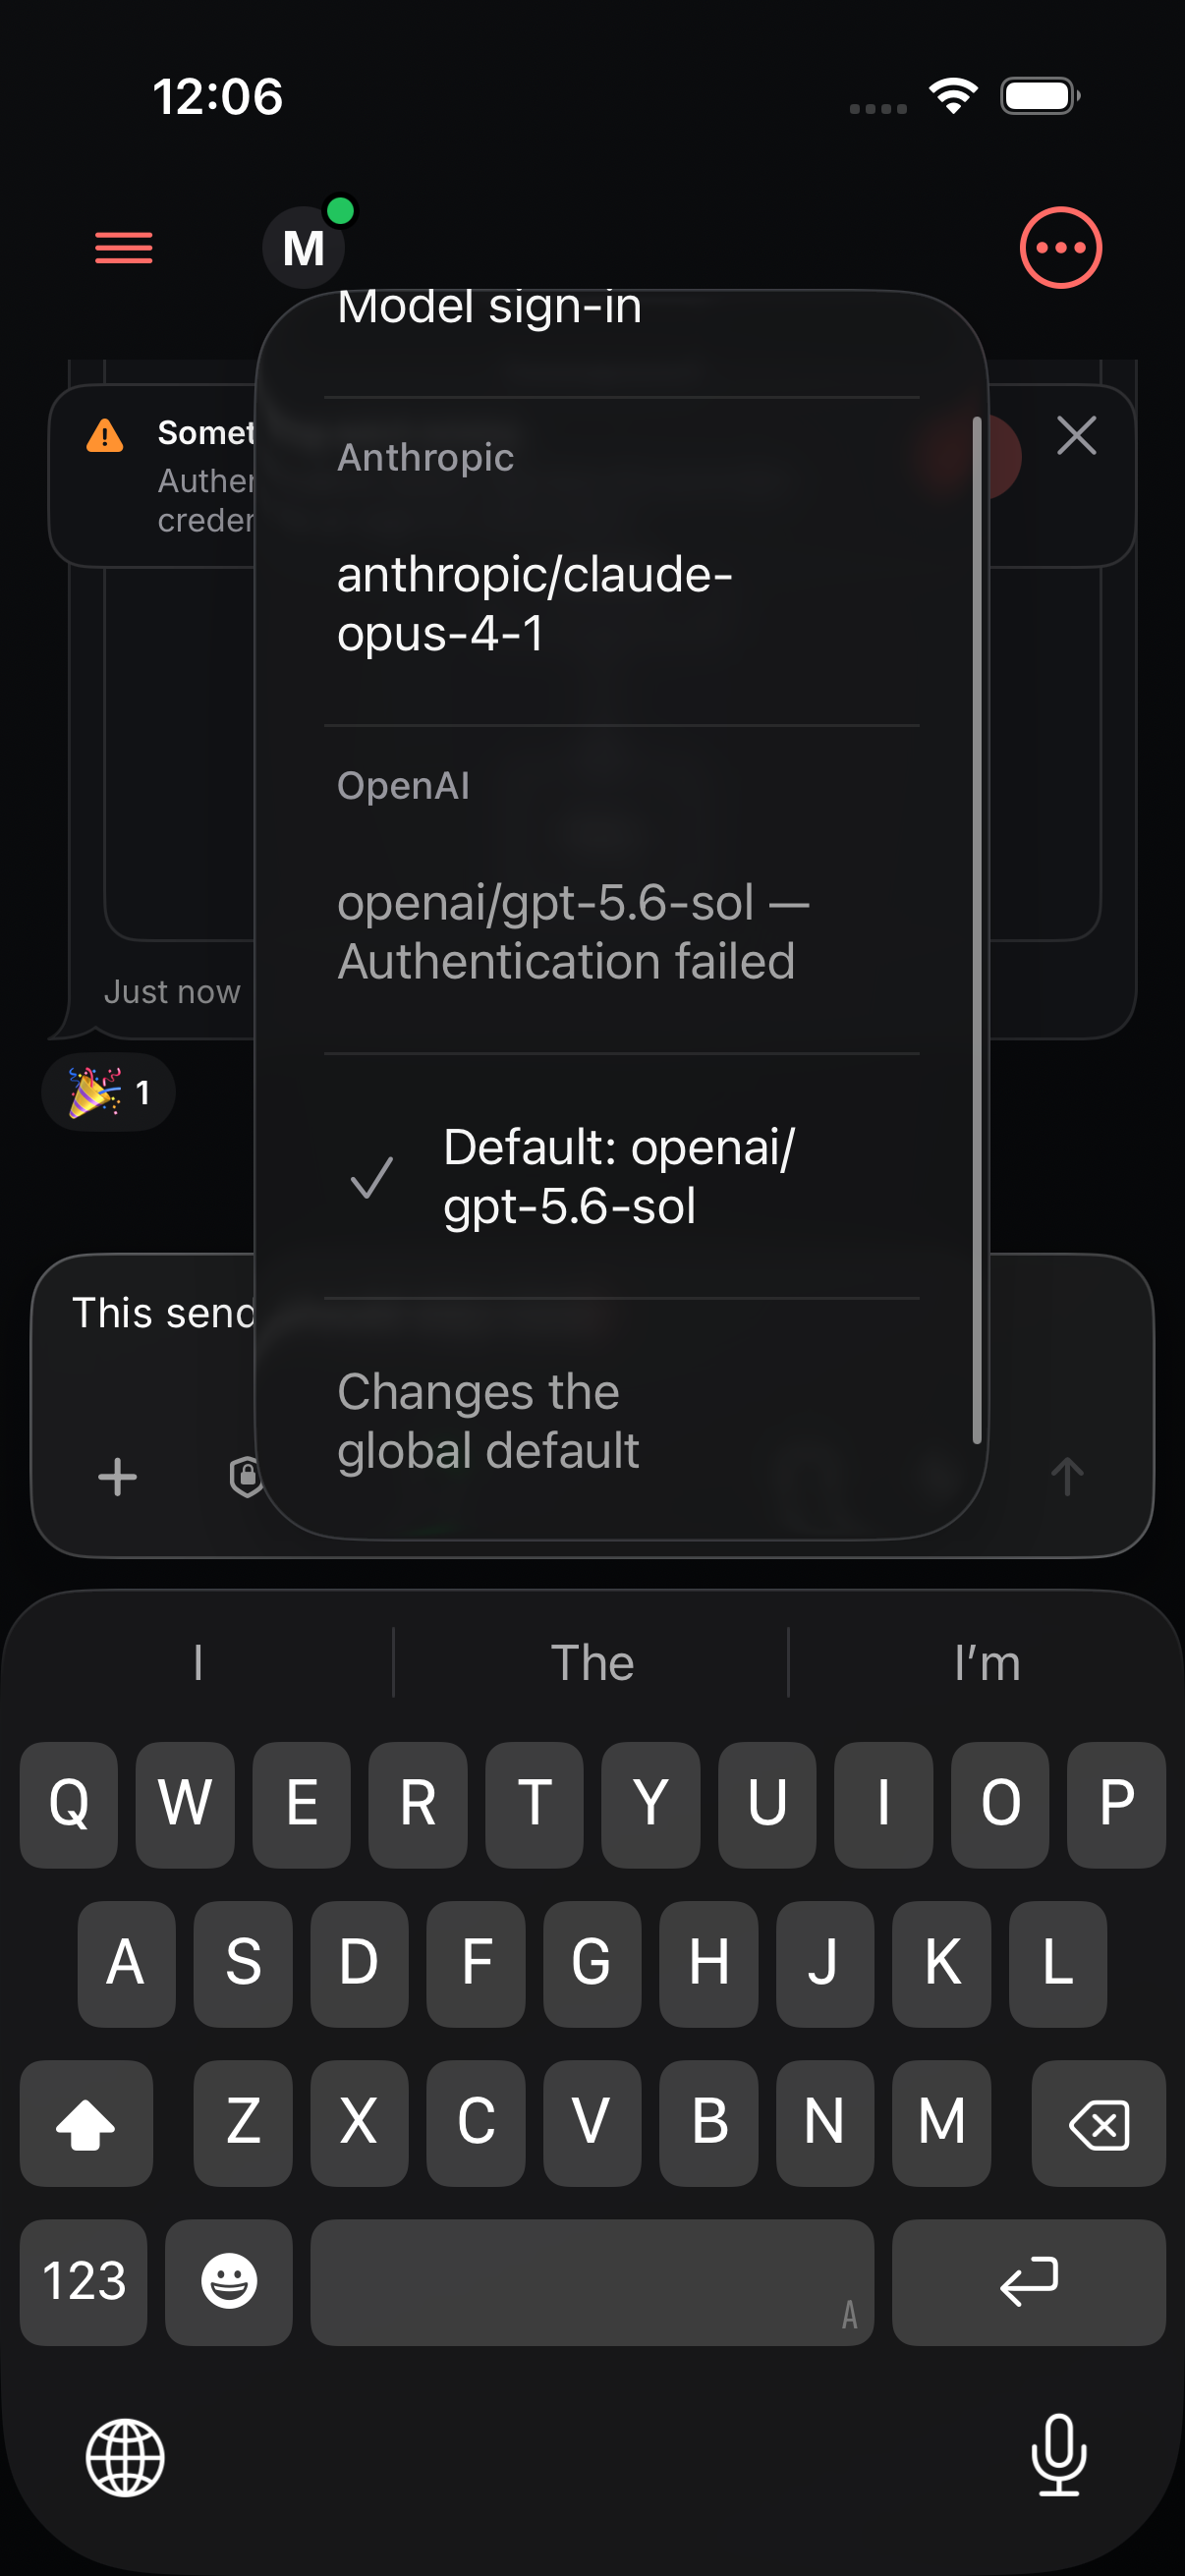 12:06
M
Model sign-in
Somet
Auther
creder
Anthropic
anthropic/claude-
opus-4-1
OpenAI
openai/gpt-5.6-sol —
Authentication failed
Just now
🎉 1
Default: openai/
gpt-5.6-sol
This send
Changes the
global default
I The I’m
Q W E R T Y U I O P
A S D F G H J K L
Z X C V B N M
123
A